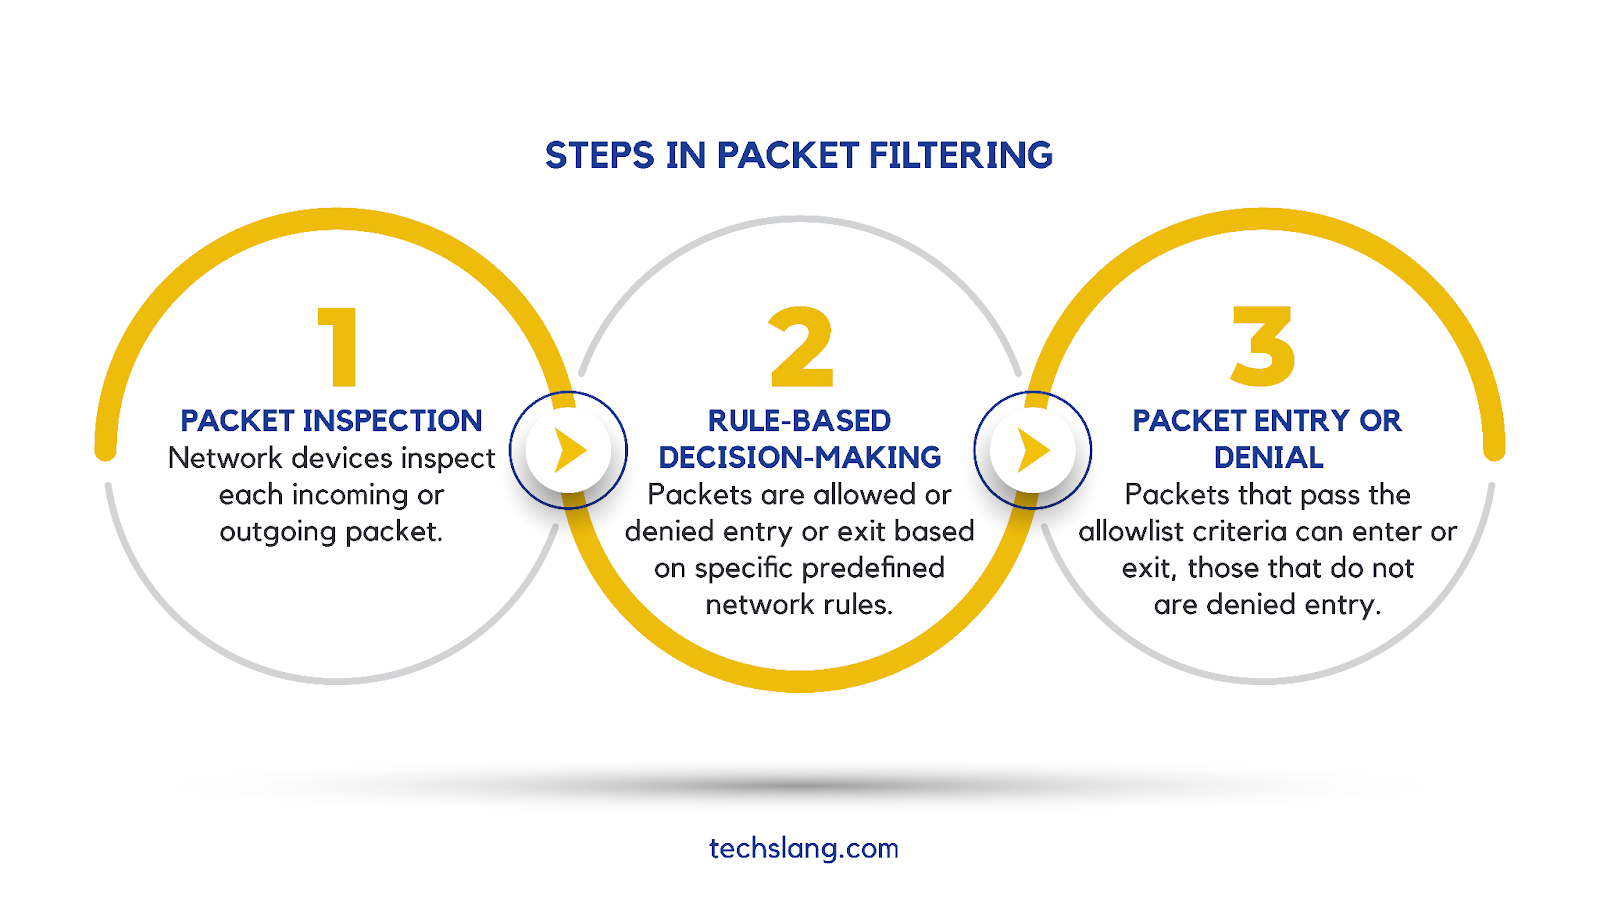 STEPS IN PACKET FILTERING
1
PACKET INSPECTION
Network devices inspect
each incoming or
outgoing packet.
2
RULE-BASED
DECISION-MAKING
Packets are allowed or
denied entry or exit based
on specific predefined
network rules.
3
PACKET ENTRY OR
DENIAL
Packets that pass the
allowlist criteria can enter or
exit, those that do not
are denied entry.
techslang.com